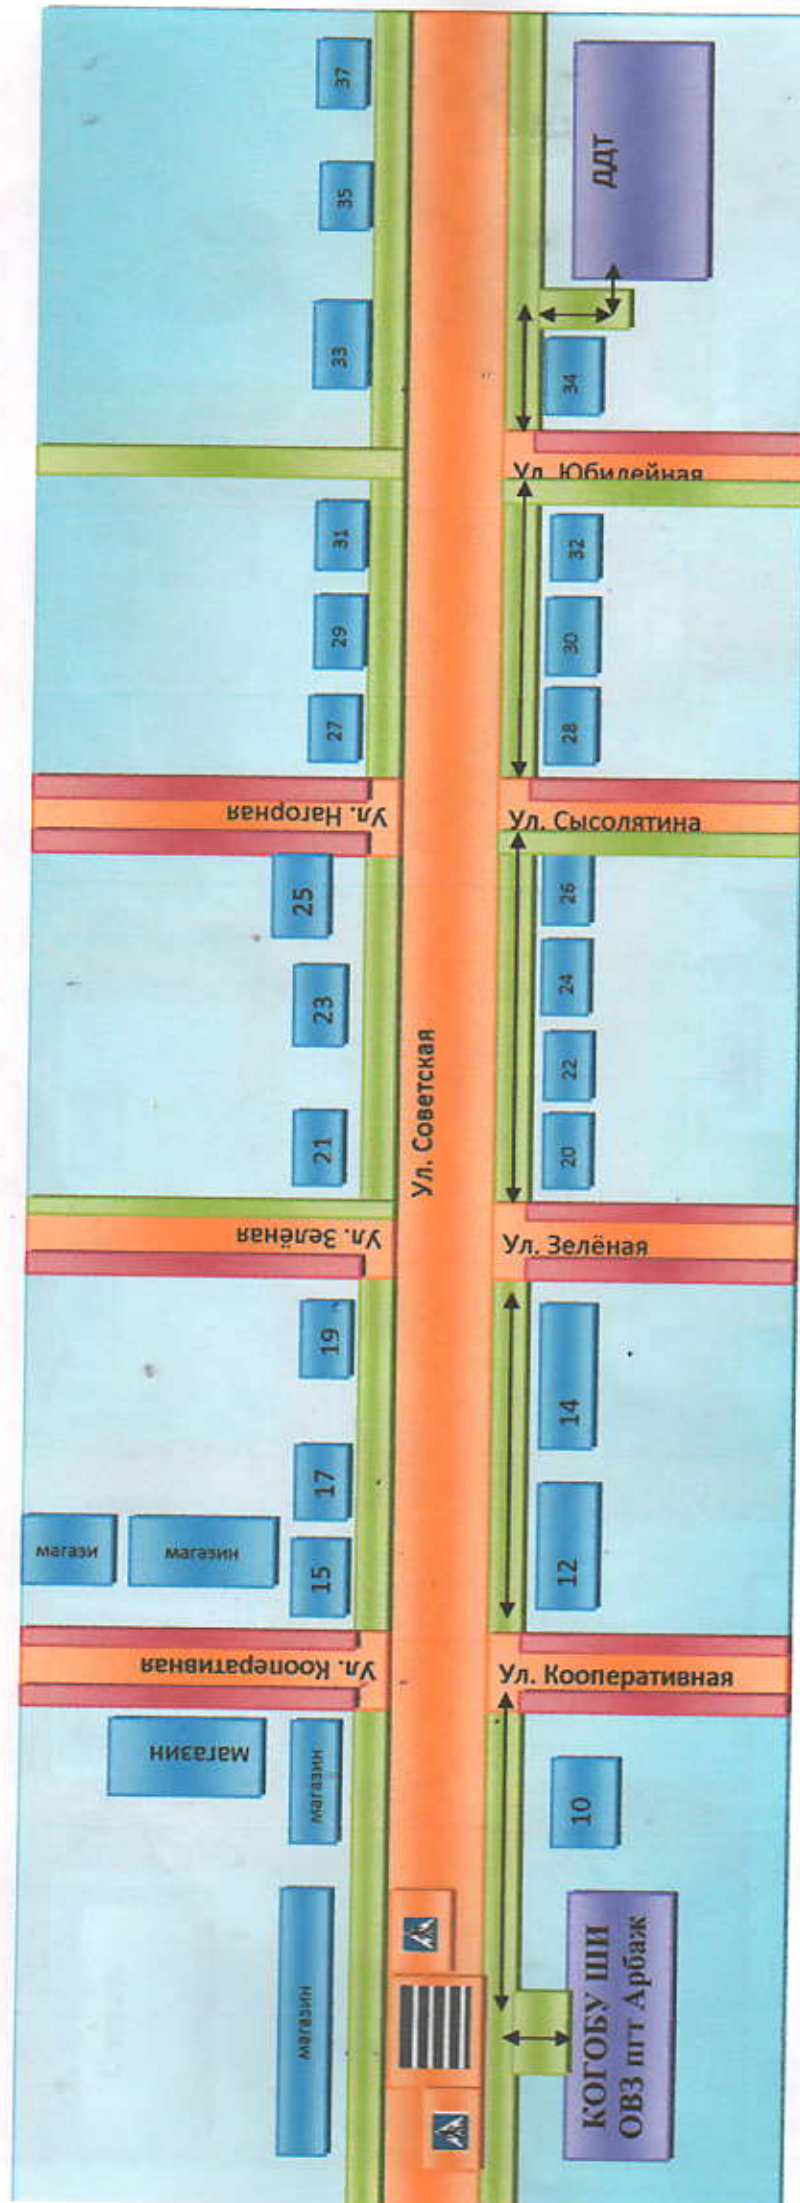 37
ДДТ
35
33
34
Ул. Юбилейная
31
32
29
30
27
28
Ул. Нагорная
Ул. Сысолятина
25
26
23
24
Ул. Советская
22
21
20
Ул. Зелёная
Ул. Зелёная
19
14
17
магази
магазин
15
12
Ул. Кооперативная
Ул. Кооперативная
магазин
магазин
10
магазин
КОГОБУ ШИ
ОВЗ пгт Арбаж